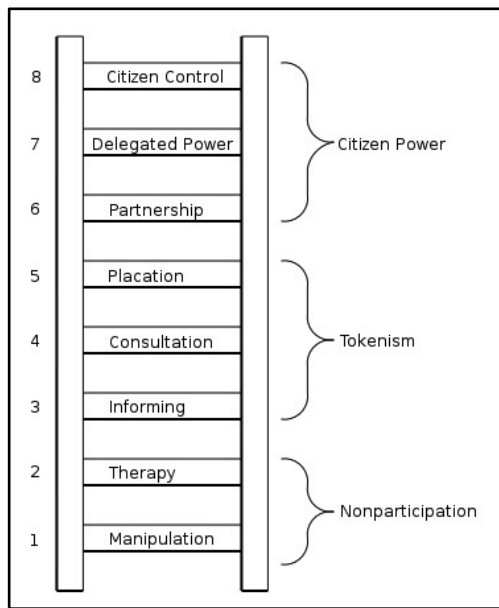 8 Citizen Control
7 Delegated Power
Citizen Power
6 Partnership
5 Placation
4 Consultation
Tokenism
3 Informing
2 Therapy
Nonparticipation
1 Manipulation